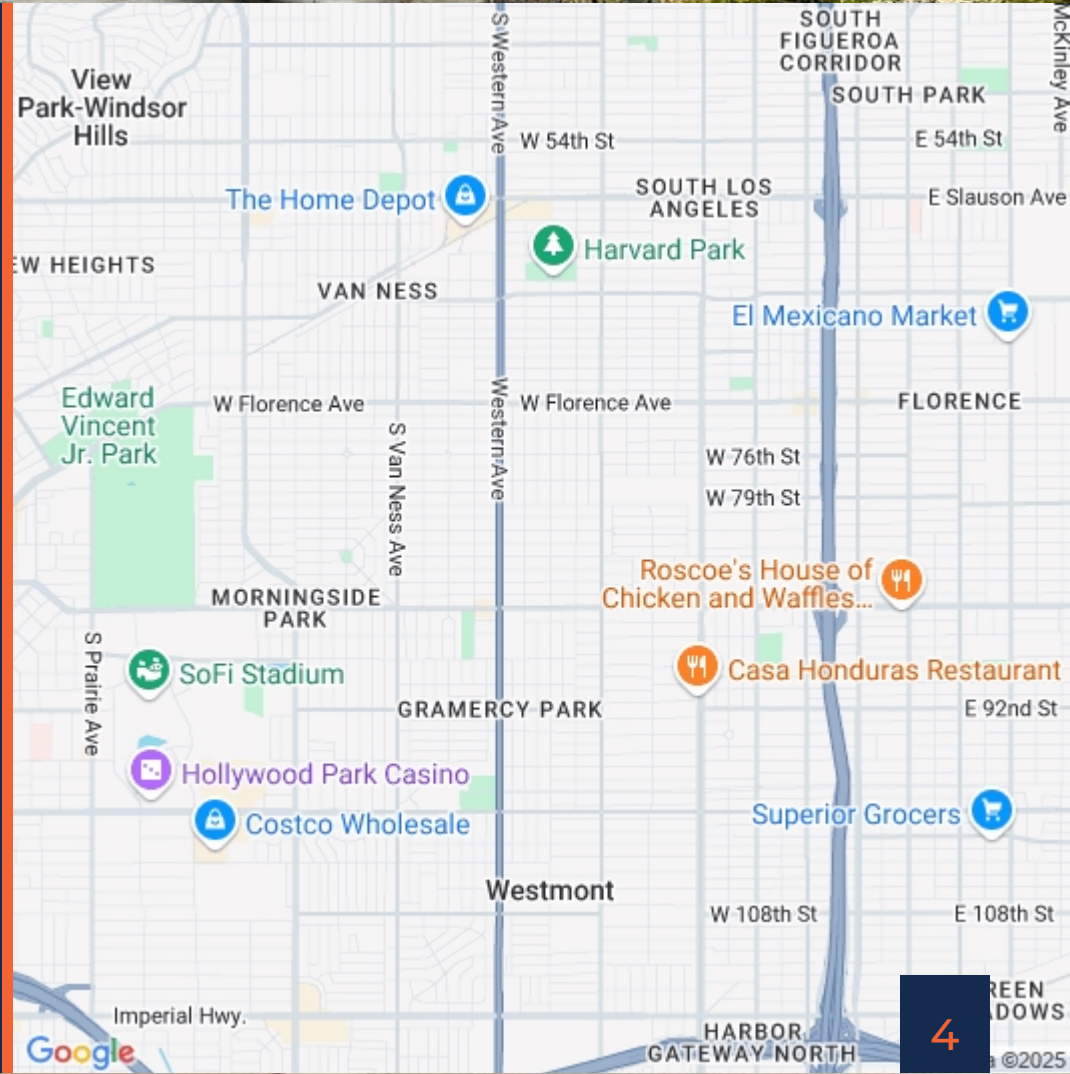 SOUTH
FIGUEROA
CORRIDOR
McKinley Ave
S Western Ave
View
Park-Windsor
Hills
SOUTH PARK
W 54th St
E 54th St
The Home Depot
SOUTH LOS
ANGELES
E Slauson Ave
Harvard Park
EW HEIGHTS
VAN NESS
El Mexicano Market
Edward
Vincent
Jr. Park
W Florence Ave
Western Ave
W Florence Ave
FLORENCE
S Van Ness Ave
W 76th St
W 79th St
Roscoe's House of
Chicken and Waffles...
MORNINGSIDE
PARK
S Prairie Ave
SoFi Stadium
Casa Honduras Restaurant
GRAMERCY PARK
E 92nd St
Hollywood Park Casino
Costco Wholesale
Superior Grocers
Westmont
W 108th St
E 108th St
Imperial Hwy.
REEN
DOWS
HARBOR
GATEWAY NORTH
4
Google
a ©2025